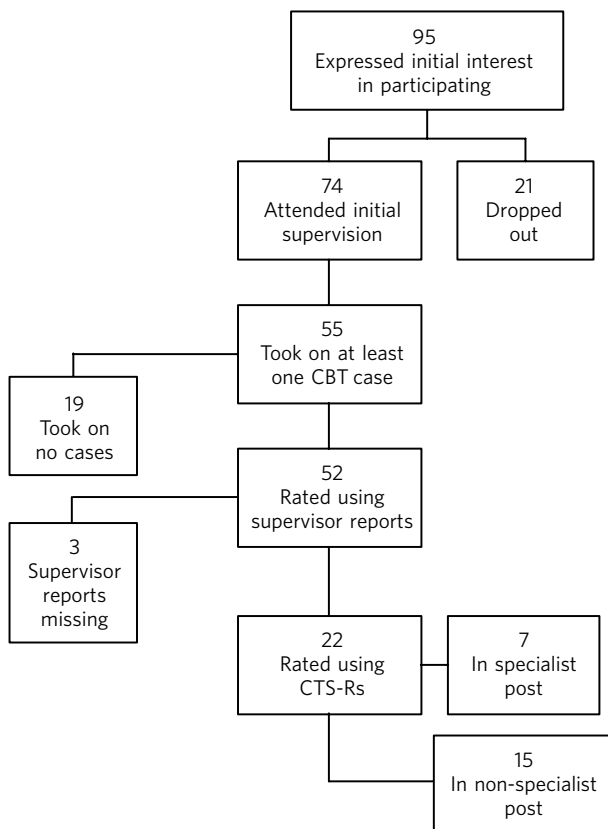 95
Expressed initial interest
in participating
74
Attended initial
supervision
21
Dropped
out
55
Took on at least
one CBT case
19
Took on
no cases
52
Rated using
supervisor reports
3
Supervisor
reports
missing
22
Rated using
CTS-Rs
7
In specialist
post
15
In non-specialist
post